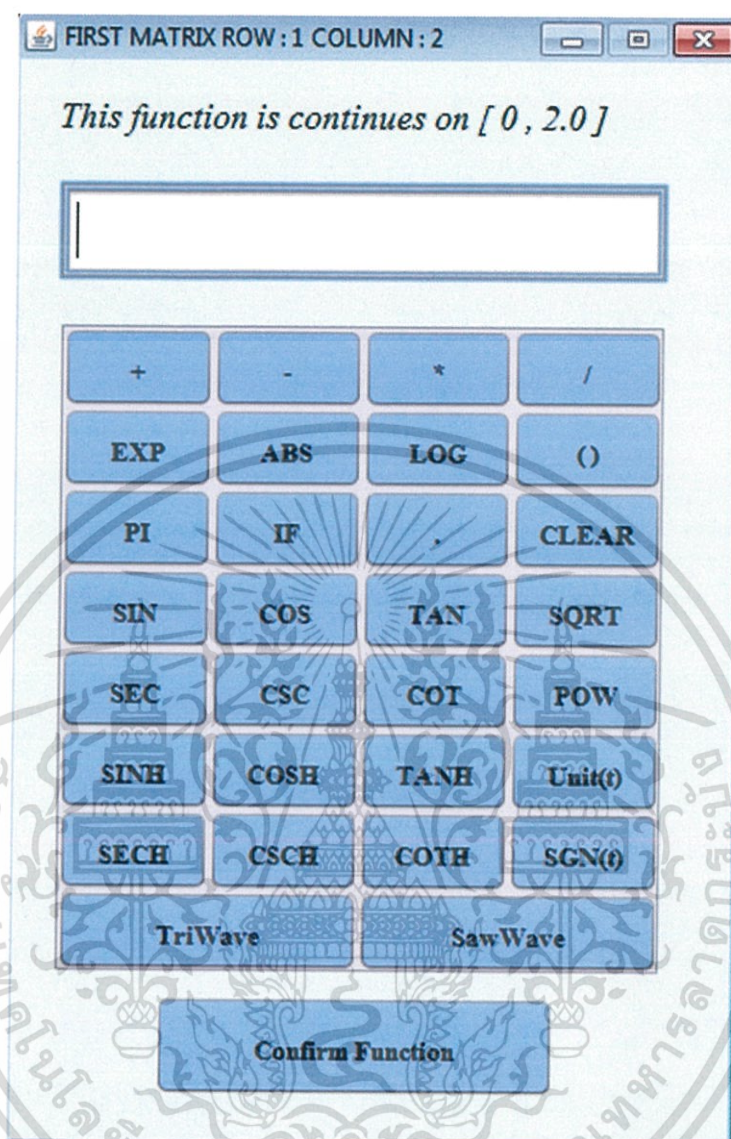 FIRST MATRIX ROW : 1 COLUMN : 2
This function is continues on [ 0 , 2.0 ]
+ - * /
EXP ABS LOG ()
PI IF . CLEAR
SIN COS TAN SQRT
SEC CSC COT POW
SINH COSH TANH Unit(t)
SECH CSCH COTH SGN(t)
TriWave SawWave
Confirm Function